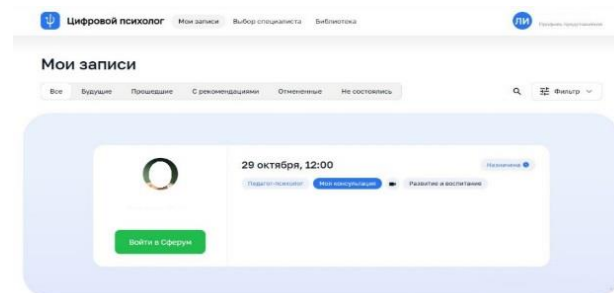 Цифровой психолог Мои записи Выбор специалиста Библиотека ЛИ
Мои записи
Все Будущие Прошедшие С рекомендациями Отмененные Не состоялись Фильтр
29 октября, 12:00 Назначена
Педагог-психолог Моя консультация Развитие и воспитание
Войти в Сферум